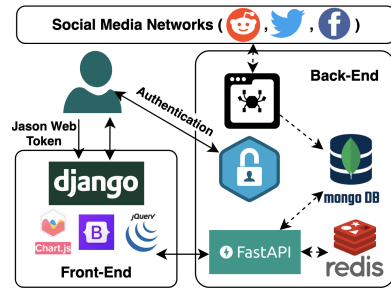 Social Media Networks ( , , )
Back-End
Authentication
Jason Web
Token
django
mongo DB
Chart.js
B
jQuery
FastAPI
redis
Front-End